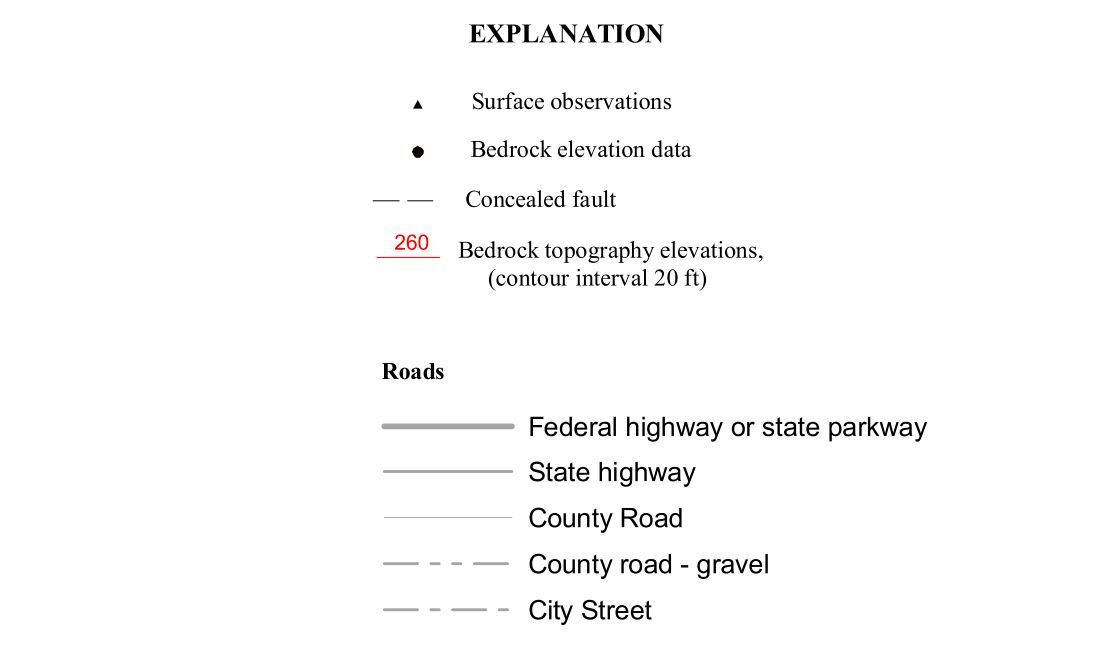 EXPLANATION
Surface observations
Bedrock elevation data
Concealed fault
260
Bedrock topography elevations,
(contour interval 20 ft)
Roads
Federal highway or state parkway
State highway
County Road
County road - gravel
City Street